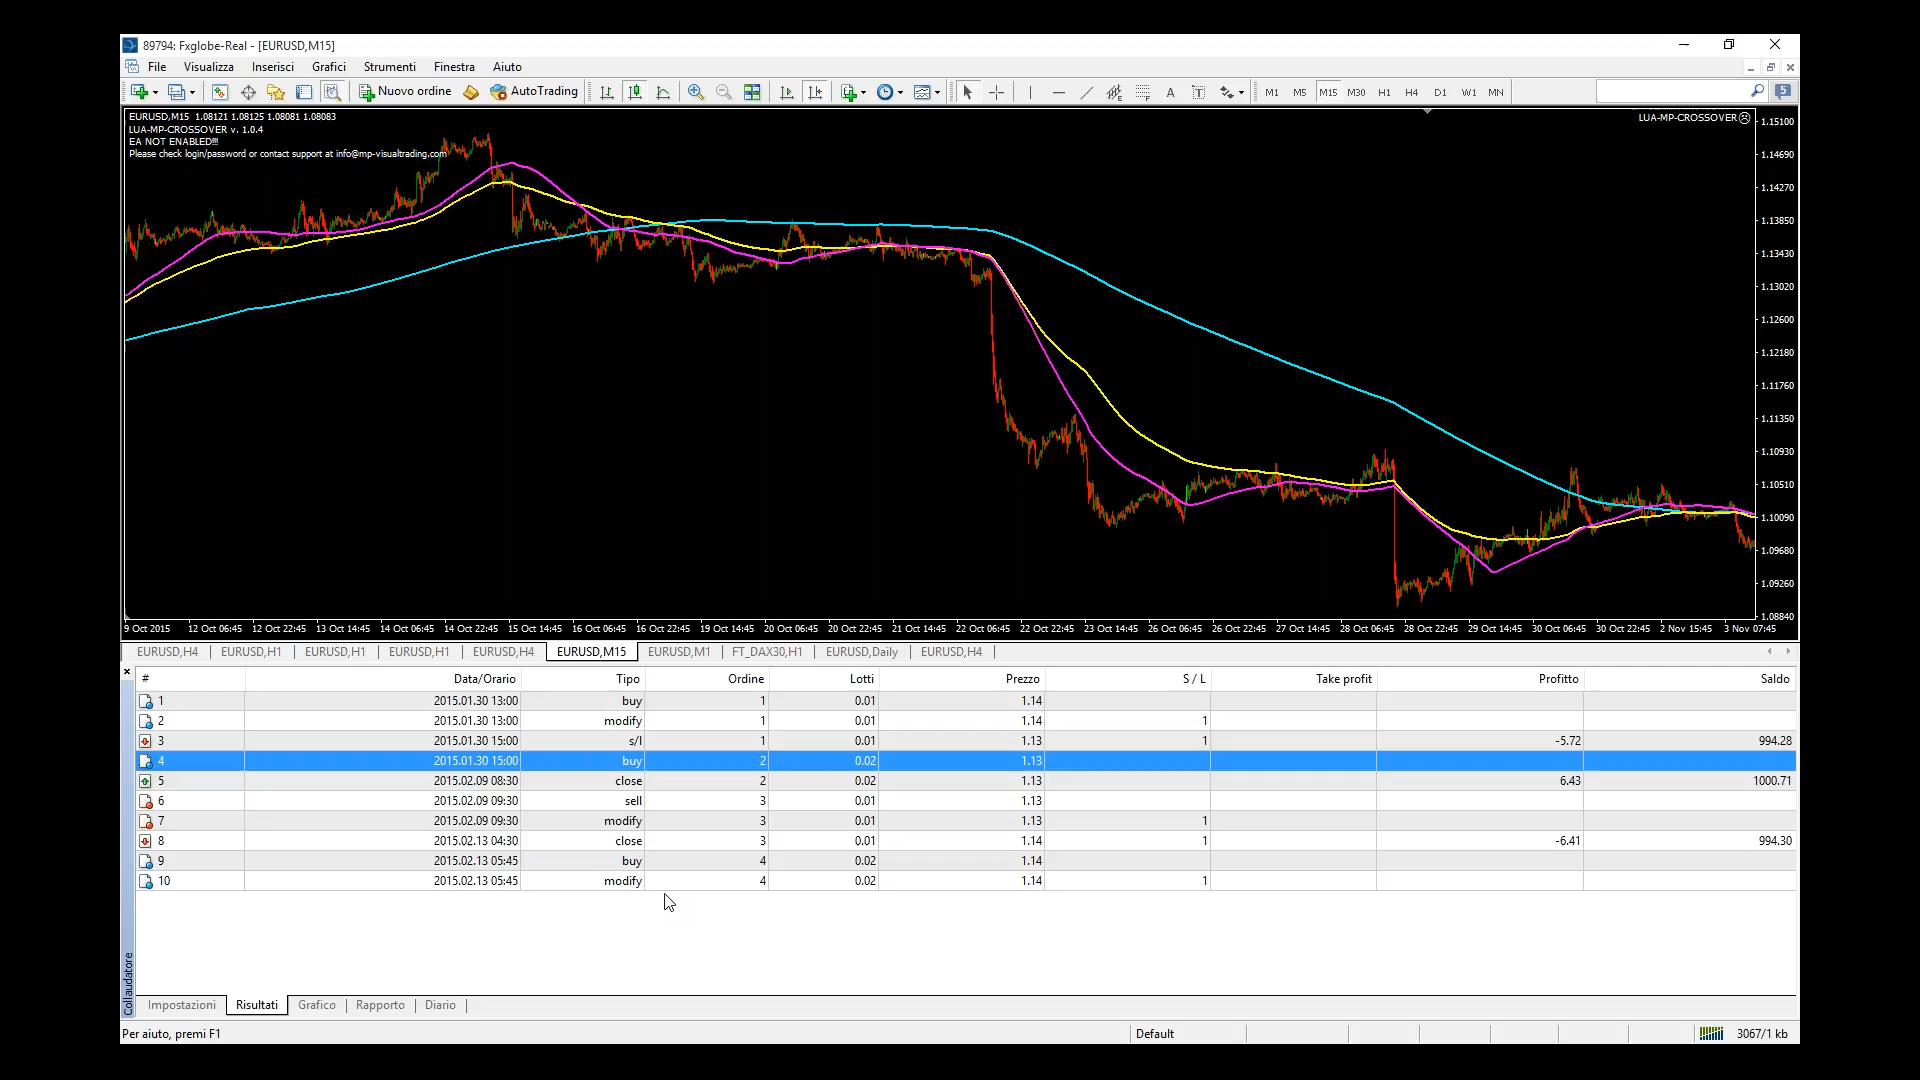 89794: Fxglobe-Real - [EURUSD,M15]
File Visualizza Inserisci Grafici Strumenti Finestra Aiuto
Nuovo ordine AutoTrading A T M1 M5 M15 M30 H1 H4 D1 W1 MN 5
EURUSD,M15 1.08121 1.08125 1.08081 1.08083
LUA-MP-CROSSOVER v. 1.0.4
EA NOT ENABLED!!!
Please check login/password or contact support at info@mp-visualtrading.com
LUA-MP-CROSSOVER
1.15100
1.14690
1.14270
1.13850
1.13430
1.13020
1.12600
1.12180
1.11760
1.11350
1.10930
1.10510
1.10090
1.09680
1.09260
1.08840
9 Oct 2015 12 Oct 06:45 12 Oct 22:45 13 Oct 14:45 14 Oct 06:45 14 Oct 22:45 15 Oct 14:45 16 Oct 06:45 16 Oct 22:45 19 Oct 14:45 20 Oct 06:45 20 Oct 22:45 21 Oct 14:45 22 Oct 06:45 22 Oct 22:45 23 Oct 14:45 26 Oct 06:45 26 Oct 22:45 27 Oct 14:45 28 Oct 06:45 28 Oct 22:45 29 Oct 14:45 30 Oct 06:45 30 Oct 22:45 2 Nov 15:45 3 Nov 07:45
EURUSD,H4 EURUSD,H1 EURUSD,H1 EURUSD,H1 EURUSD,H4 EURUSD,M15 EURUSD,M1 FT_DAX30,H1 EURUSD,Daily EURUSD,H4
# Data/Orario Tipo Ordine Lotti Prezzo S / L Take profit Profitto Saldo
1 2015.01.30 13:00 buy 1 0.01 1.14
2 2015.01.30 13:00 modify 1 0.01 1.14 1
3 2015.01.30 15:00 s/l 1 0.01 1.13 1 -5.72 994.28
4 2015.01.30 15:00 buy 2 0.02 1.13
5 2015.02.09 08:30 close 2 0.02 1.13 6.43 1000.71
6 2015.02.09 09:30 sell 3 0.01 1.13
7 2015.02.09 09:30 modify 3 0.01 1.13 1
8 2015.02.13 04:30 close 3 0.01 1.14 1 -6.41 994.30
9 2015.02.13 05:45 buy 4 0.02 1.14
10 2015.02.13 05:45 modify 4 0.02 1.14 1
Collaudatore
Impostazioni Risultati Grafico Rapporto Diario
Per aiuto, premi F1 Default 3067/1 kb